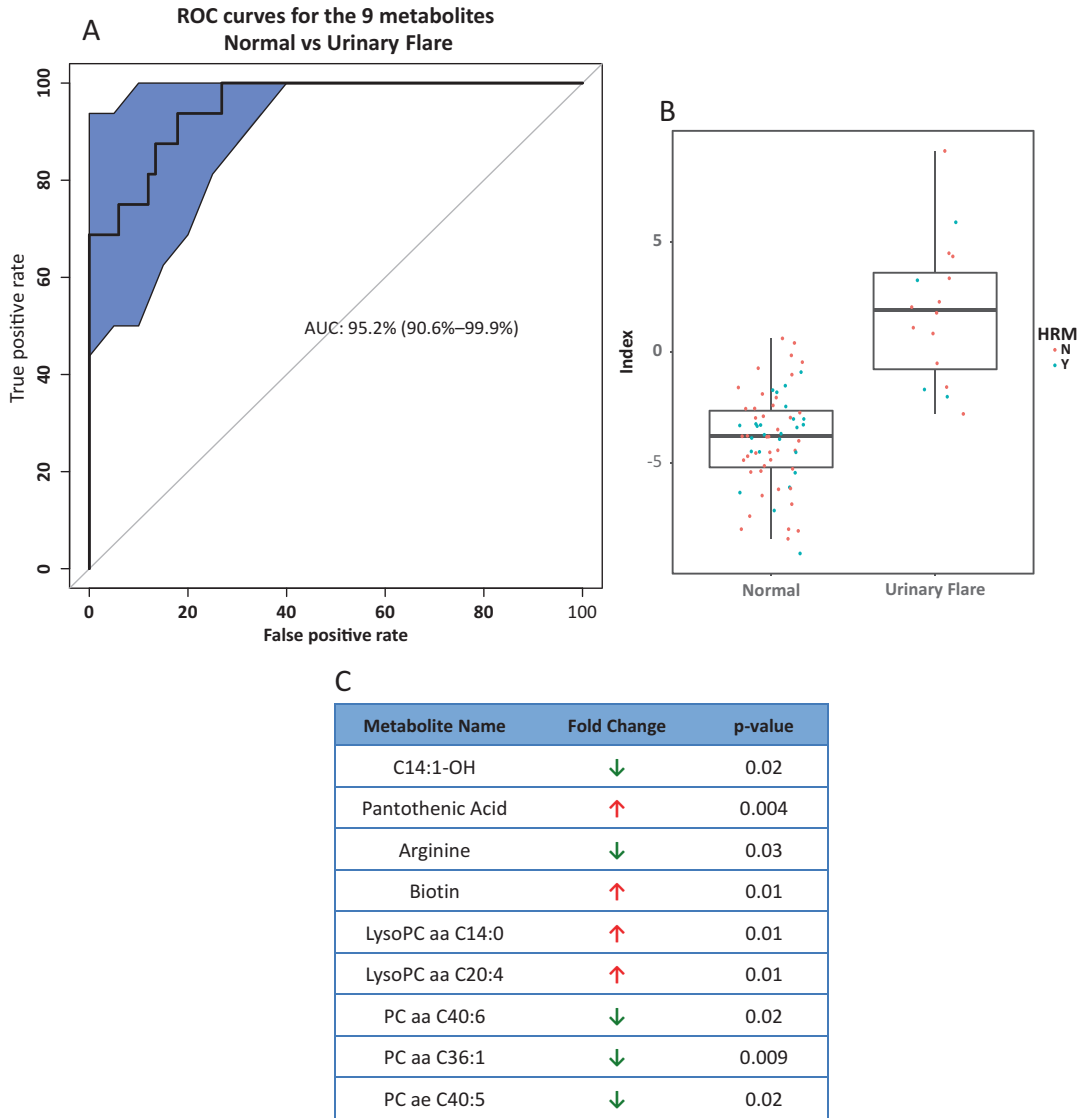 A
ROC curves for the 9 metabolites
Normal vs Urinary Flare
True positive rate
100
80
60
40
20
0
AUC: 95.2% (90.6%–99.9%)
0 20 40 60 80 100
False positive rate
B
Index
5
0
-5
Normal Urinary Flare
HRM
N
Y
C
Metabolite Name Fold Change p-value
C14:1-OH ↓ 0.02
Pantothenic Acid ↑ 0.004
Arginine ↓ 0.03
Biotin ↑ 0.01
LysoPC aa C14:0 ↑ 0.01
LysoPC aa C20:4 ↑ 0.01
PC aa C40:6 ↓ 0.02
PC aa C36:1 ↓ 0.009
PC ae C40:5 ↓ 0.02